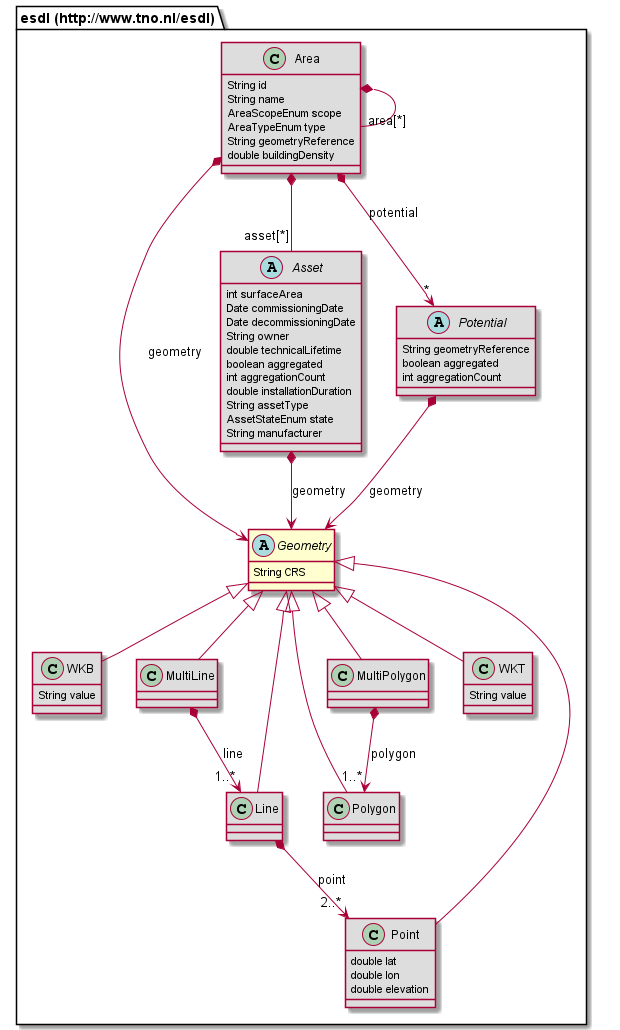 esdl (http://www.tno.nl/esdl)
C Area
String id
String name
AreaScopeEnum scope
AreaTypeEnum type
String geometryReference
double buildingDensity
area[*]
potential
asset[*]
A Asset
int surfaceArea
Date commissioningDate
Date decommissioningDate
String owner
double technicalLifetime
boolean aggregated
int aggregationCount
double installationDuration
String assetType
AssetStateEnum state
String manufacturer
*
A Potential
String geometryReference
boolean aggregated
int aggregationCount
geometry
geometry
geometry
A Geometry
String CRS
C WKB
String value
C MultiLine
C MultiPolygon
C WKT
String value
line
1..*
polygon
1..*
C Line
C Polygon
point
2..*
C Point
double lat
double lon
double elevation